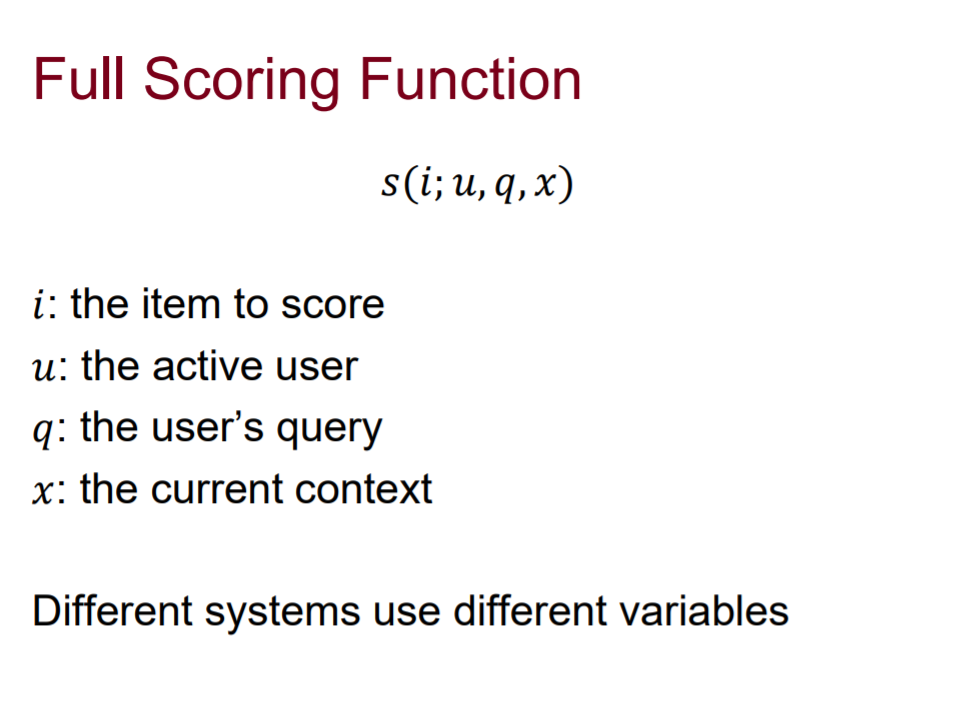 Full Scoring Function
s(i; u, q, x)
i: the item to score
u: the active user
q: the user’s query
x: the current context
Different systems use different variables